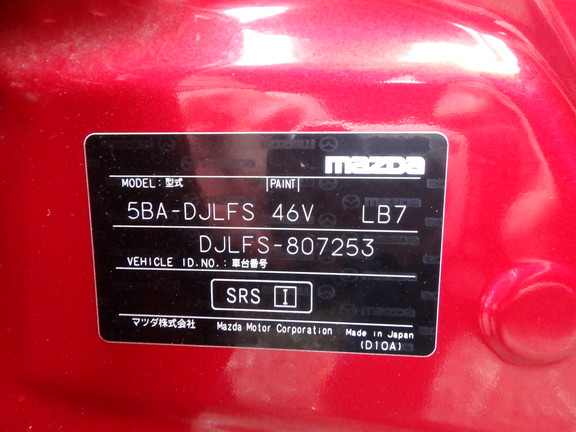 mazda
MODEL: 型式 PAINT
5BA-DJLFS 46V LB7
DJLFS-807253
VEHICLE ID.NO.: 車台番号
SRS I
マツダ株式会社 Mazda Motor Corporation Made in Japan
(D10A)